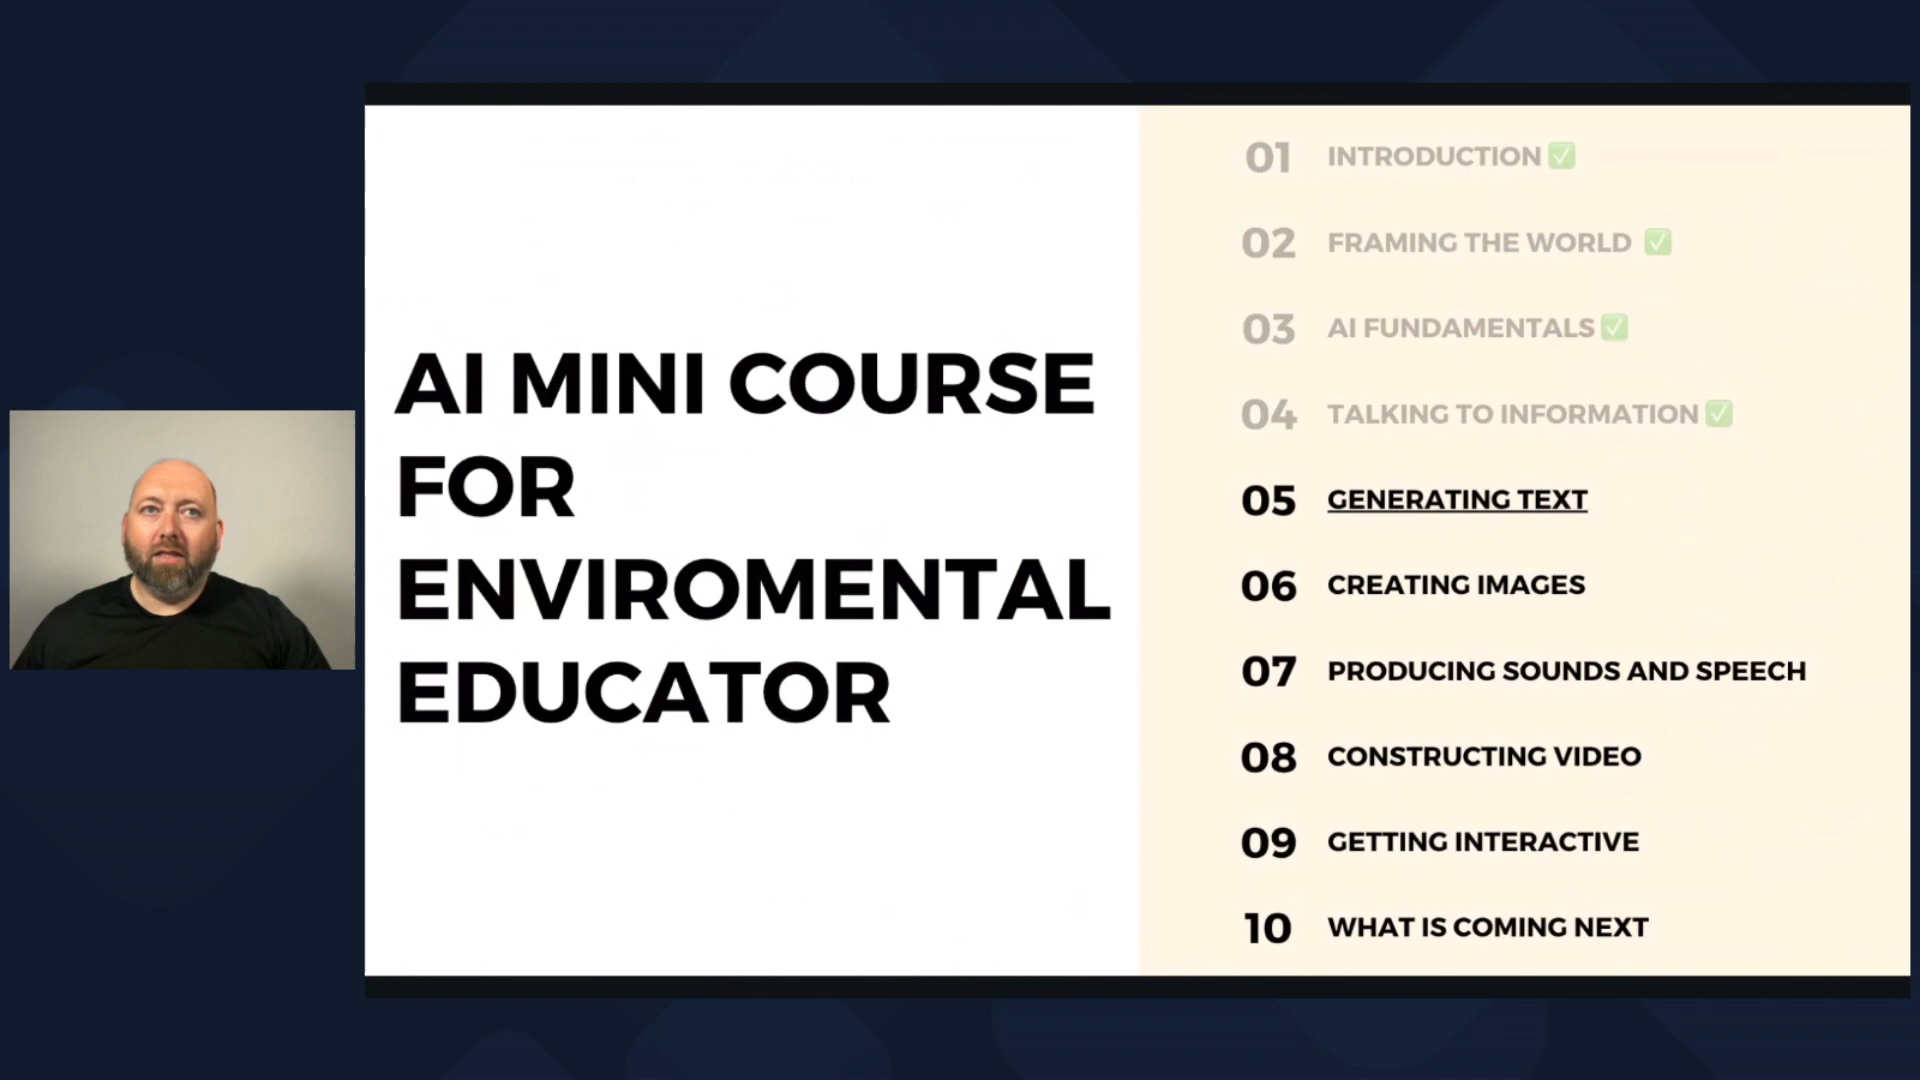 AI MINI COURSE
FOR
ENVIROMENTAL
EDUCATOR
01 INTRODUCTION ✅
02 FRAMING THE WORLD ✅
03 AI FUNDAMENTALS ✅
04 TALKING TO INFORMATION ✅
05 GENERATING TEXT
06 CREATING IMAGES
07 PRODUCING SOUNDS AND SPEECH
08 CONSTRUCTING VIDEO
09 GETTING INTERACTIVE
10 WHAT IS COMING NEXT